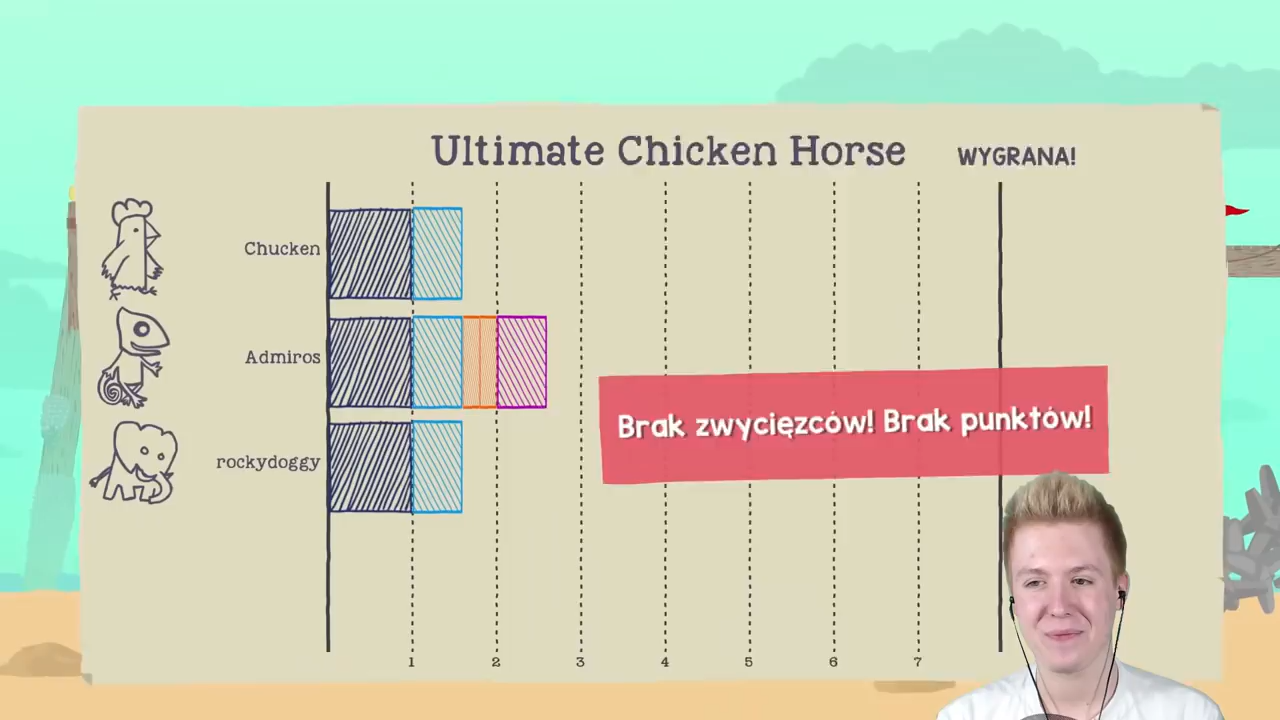 Ultimate Chicken Horse
WYGRANA!
Chucken
Admiros
Brak zwycięzców! Brak punktów!
rockydoggy
1 2 3 4 5 6 7